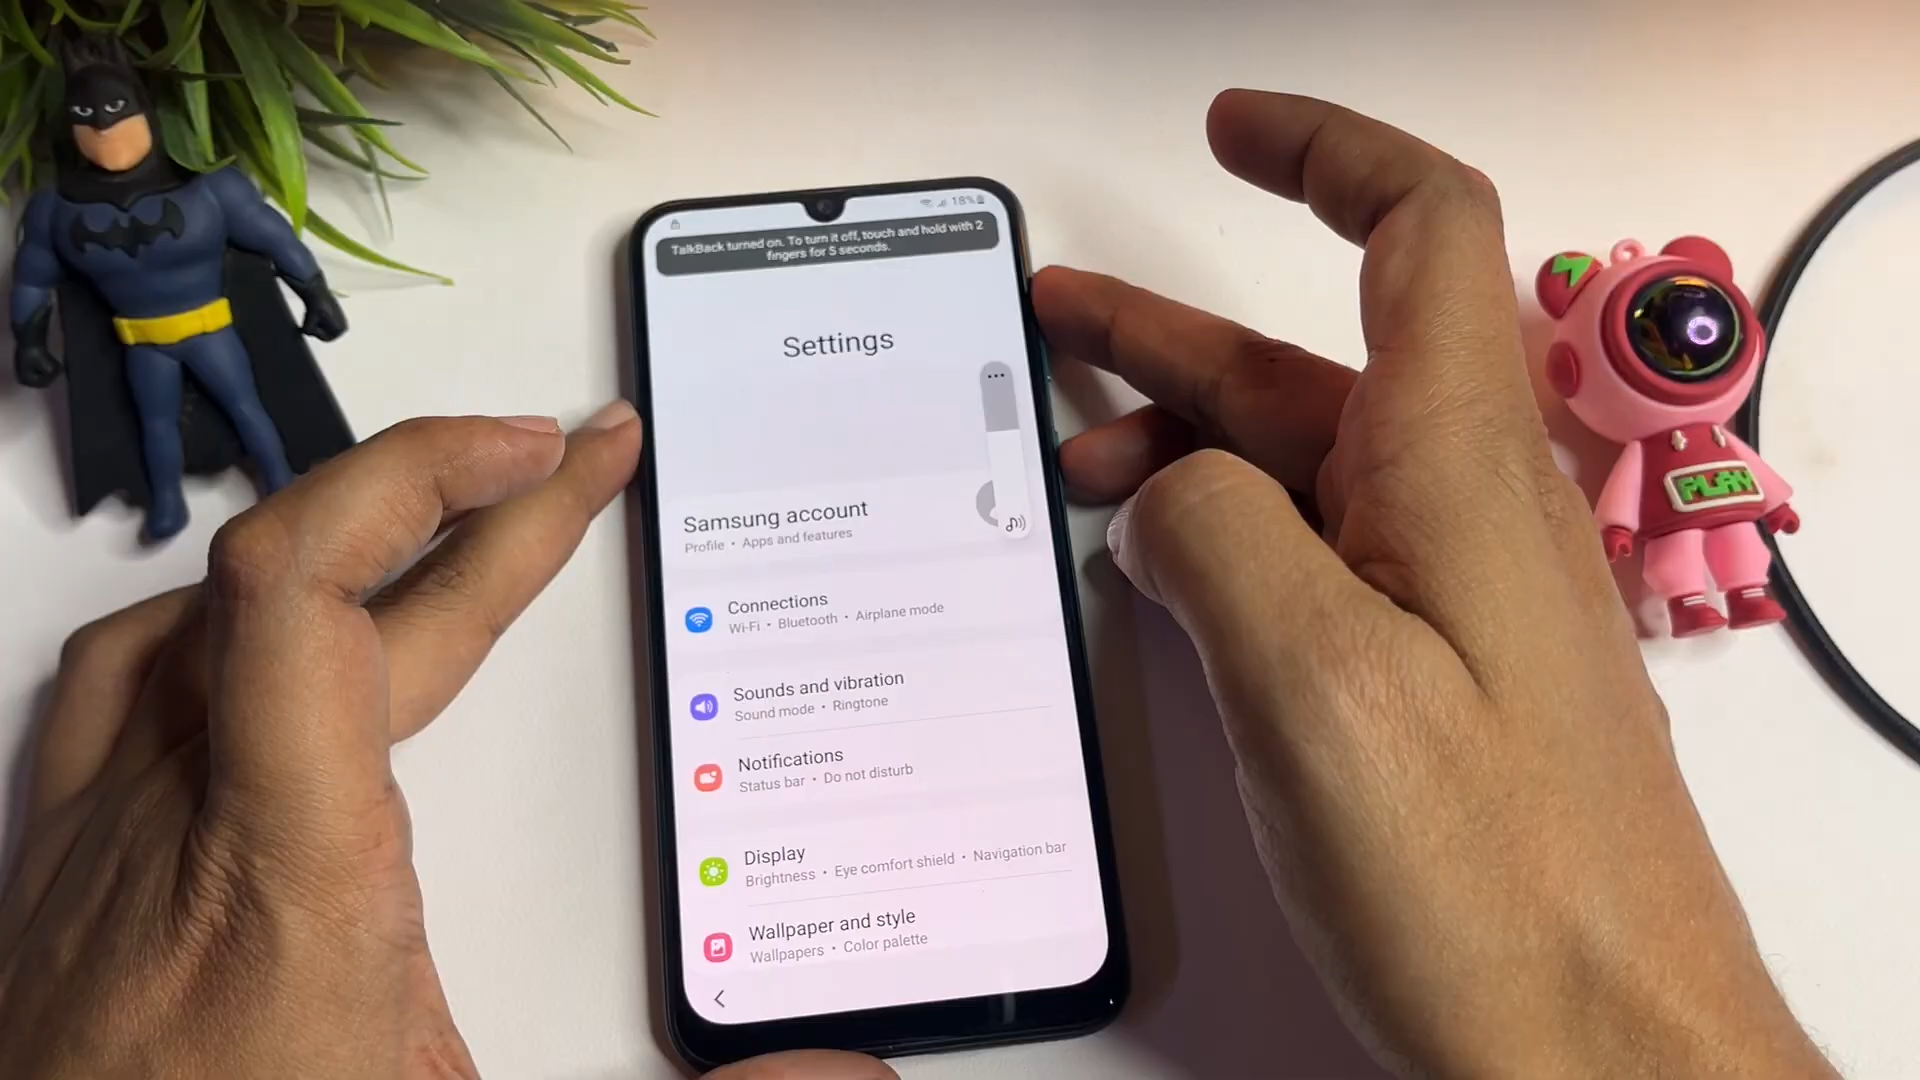 18%
TalkBack turned on. To turn it off, touch and hold with 2
fingers for 5 seconds.
Settings
Samsung account
Profile • Apps and features
Connections
Wi-Fi • Bluetooth • Airplane mode
Sounds and vibration
Sound mode • Ringtone
Notifications
Status bar • Do not disturb
Display
Brightness • Eye comfort shield • Navigation bar
Wallpaper and style
Wallpapers • Color palette
PLAY